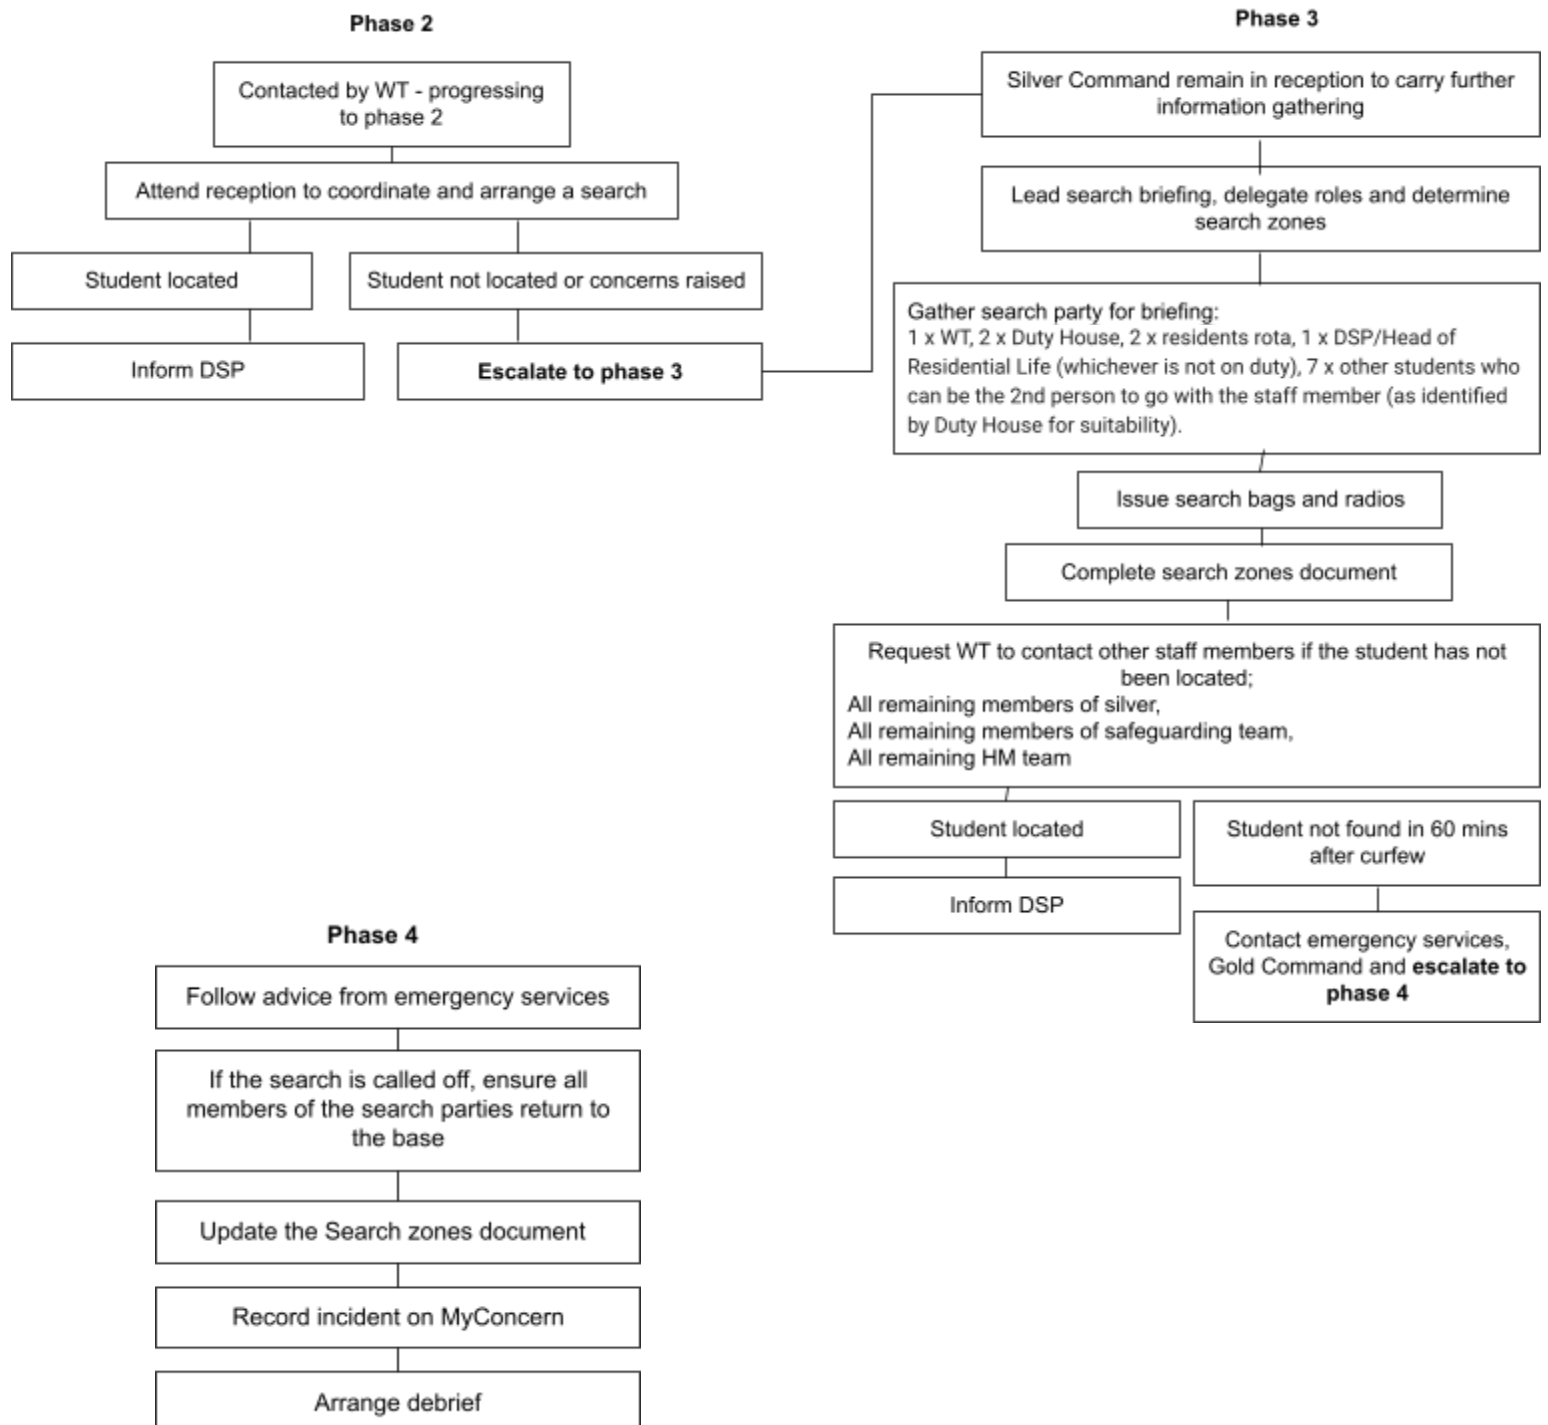 Phase 2
Contacted by WT - progressing
to phase 2
Attend reception to coordinate and arrange a search
Student located
Student not located or concerns raised
Inform DSP
Escalate to phase 3
Phase 3
Silver Command remain in reception to carry further
information gathering
Lead search briefing, delegate roles and determine
search zones
Gather search party for briefing:
1 x WT, 2 x Duty House, 2 x residents rota, 1 x DSP/Head of
Residential Life (whichever is not on duty), 7 x other students who
can be the 2nd person to go with the staff member (as identified
by Duty House for suitability).
Issue search bags and radios
Complete search zones document
Request WT to contact other staff members if the student has not
been located;
All remaining members of silver,
All remaining members of safeguarding team,
All remaining HM team
Student located
Inform DSP
Student not found in 60 mins
after curfew
Contact emergency services,
Gold Command and escalate to
phase 4
Phase 4
Follow advice from emergency services
If the search is called off, ensure all
members of the search parties return to
the base
Update the Search zones document
Record incident on MyConcern
Arrange debrief